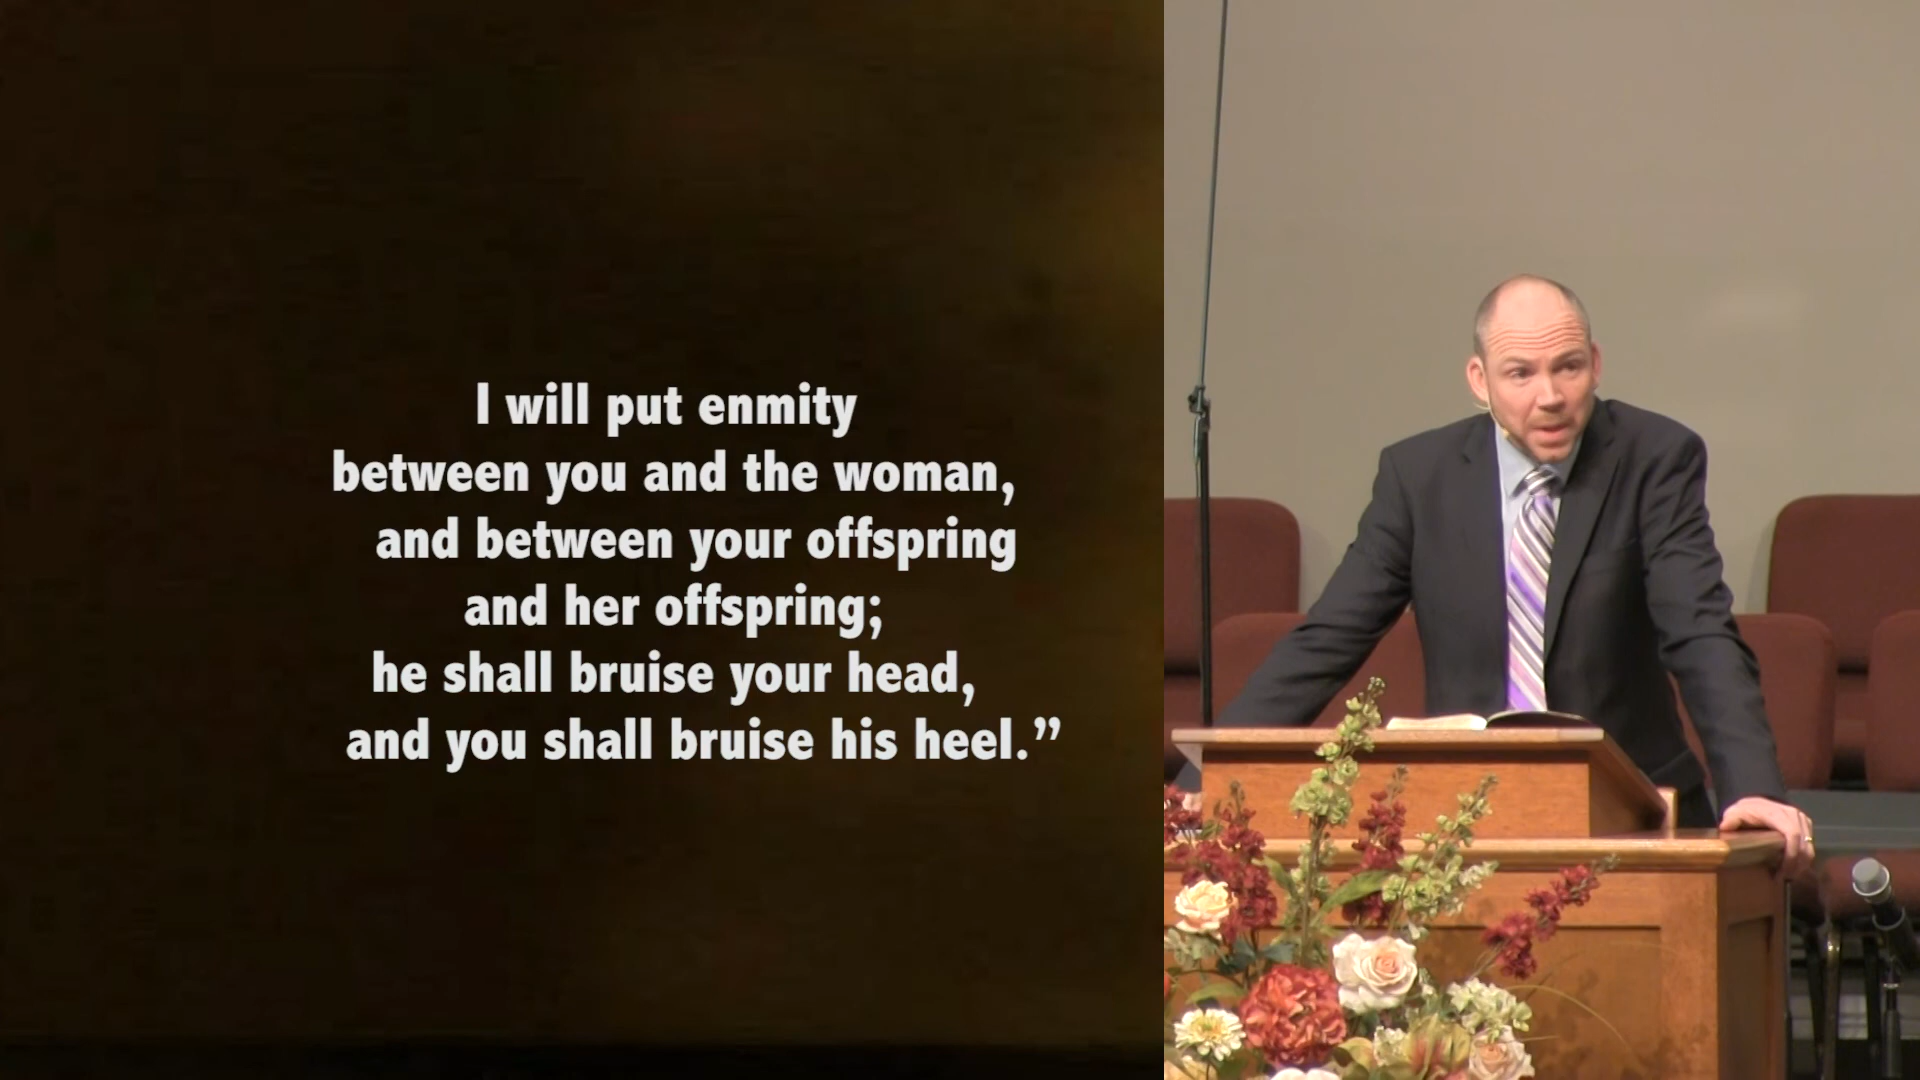 I will put enmity
between you and the woman,
and between your offspring
and her offspring;
he shall bruise your head,
and you shall bruise his heel.”